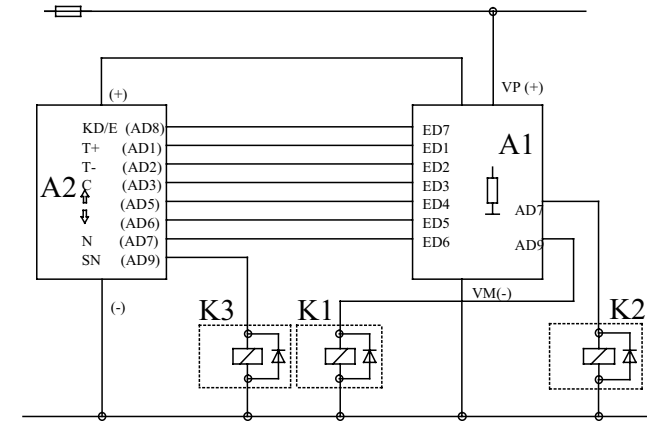 VP (+)
(+)
KD/E (AD8)
T+ (AD1)
T- (AD2)
C (AD3)
(AD5)
(AD6)
N (AD7)
SN (AD9)
A2
ED7
ED1
ED2
ED3
ED4
ED5
ED6
A1
AD7
AD9
(-)
VM(-)
K3
K1
K2